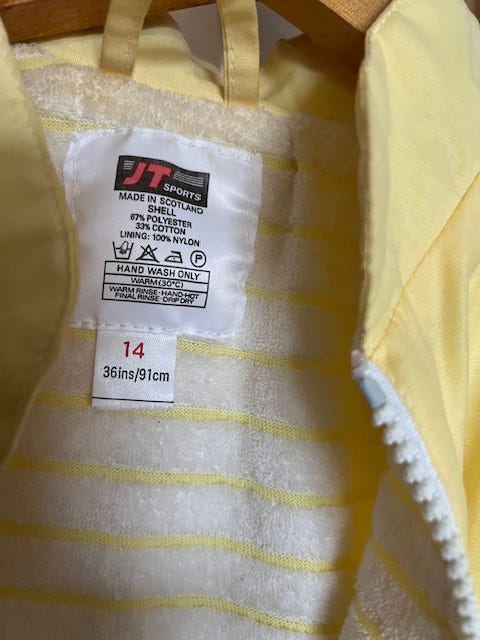 JT
SPORTS
MADE IN SCOTLAND
SHELL
67% POLYESTER
33% COTTON
LINING: 100% NYLON
P
HAND WASH ONLY
WARM (30°C)
WARM RINSE-HAND-HOT
FINAL RINSE-DRIP DRY
14
36ins/91cm